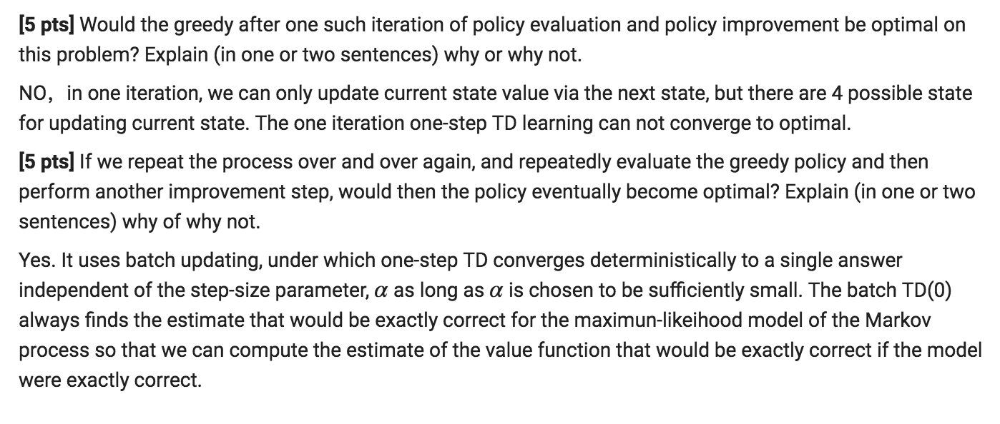 [5 pts] Would the greedy after one such iteration of policy evaluation and policy improvement be optimal on
this problem? Explain (in one or two sentences) why or why not.
NO，in one iteration, we can only update current state value via the next state, but there are 4 possible state
for updating current state. The one iteration one-step TD learning can not converge to optimal.
[5 pts] If we repeat the process over and over again, and repeatedly evaluate the greedy policy and then
perform another improvement step, would then the policy eventually become optimal? Explain (in one or two
sentences) why of why not.
Yes. It uses batch updating, under which one-step TD converges deterministically to a single answer
independent of the step-size parameter, α as long as α is chosen to be sufficiently small. The batch TD(0)
always finds the estimate that would be exactly correct for the maximun-likeihood model of the Markov
process so that we can compute the estimate of the value function that would be exactly correct if the model
were exactly correct.